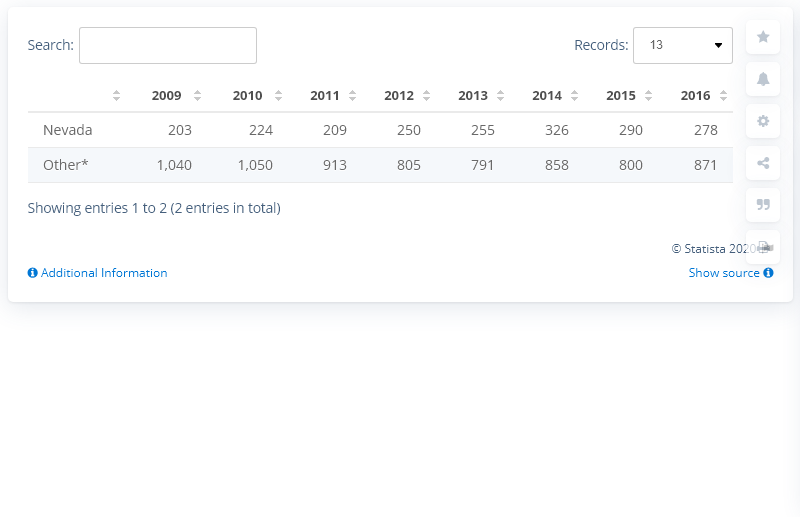 Search: Records: 13
2009 2010 2011 2012 2013 2014 2015 2016
Nevada 203 224 209 250 255 326 290 278
Other* 1,040 1,050 913 805 791 858 800 871
Showing entries 1 to 2 (2 entries in total)
© Statista 2020
Additional Information Show source